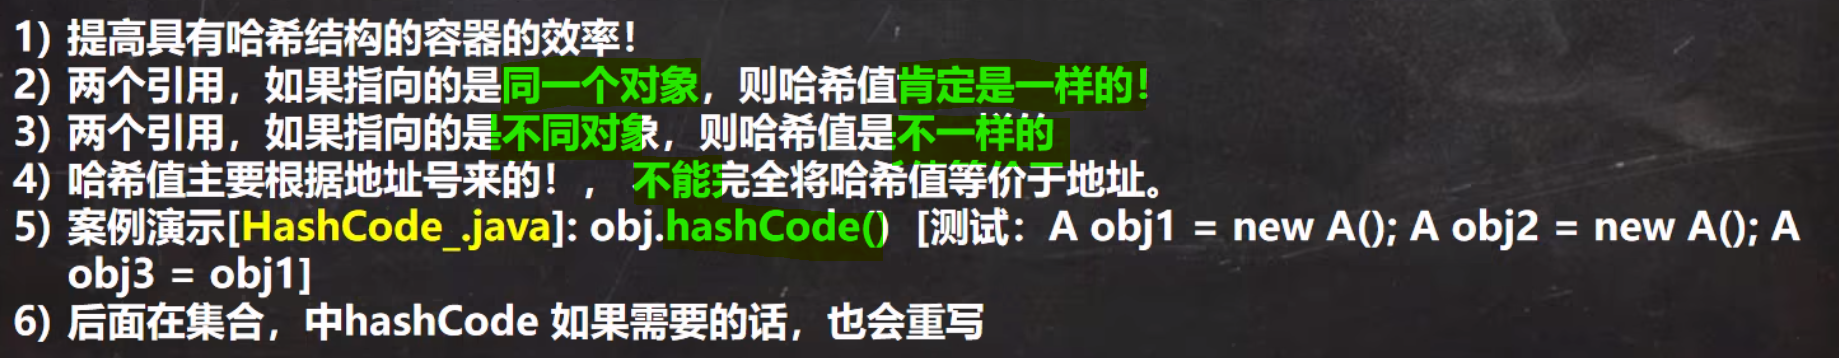 1) 提高具有哈希结构的容器的效率！
2) 两个引用，如果指向的是同一个对象，则哈希值肯定是一样的！
3) 两个引用，如果指向的是不同对象，则哈希值是不一样的
4) 哈希值主要根据地址号来的！， 不能完全将哈希值等价于地址。
5) 案例演示[HashCode_.java]: obj.hashCode() [测试：A obj1 = new A(); A obj2 = new A(); A
obj3 = obj1]
6) 后面在集合，中hashCode 如果需要的话，也会重写